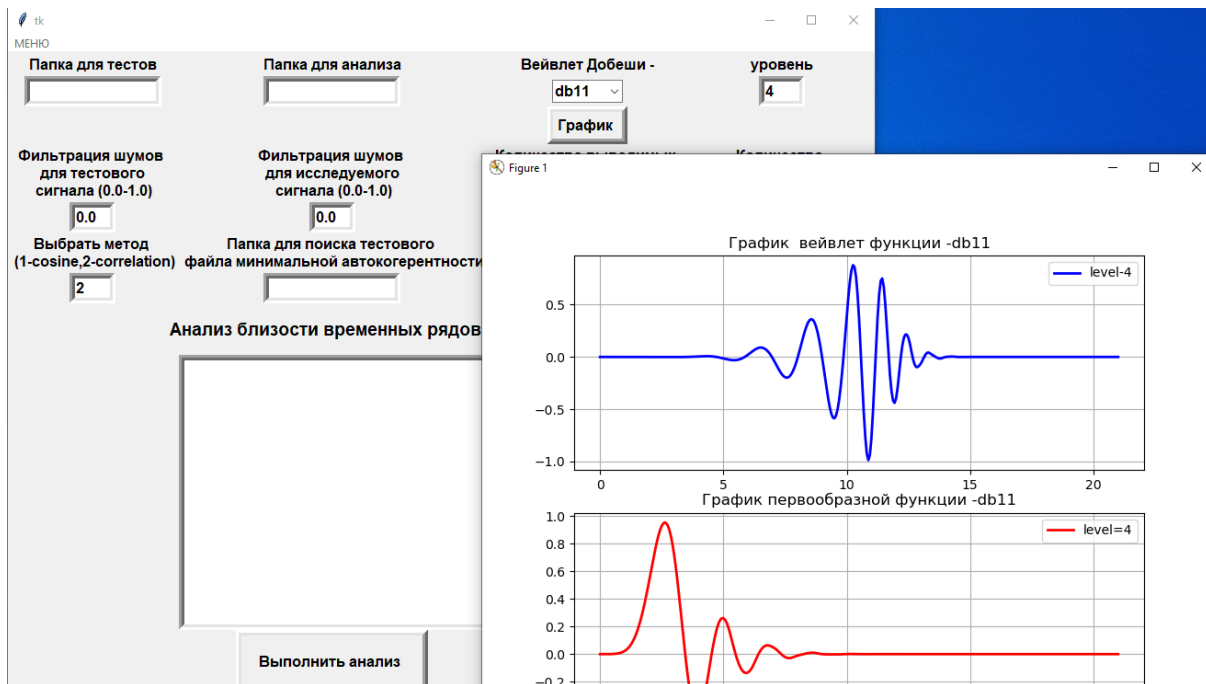 tk
МЕНЮ
Папка для тестов
Папка для анализа
Вейвлет Добеши -
уровень
db11
4
График
Фильтрация шумов
для тестового
сигнала (0.0-1.0)
0.0
Фильтрация шумов
для исследуемого
сигнала (0.0-1.0)
0.0
Выбрать метод
(1-cosine,2-correlation)
2
Папка для поиска тестового
файла минимальной автокогерентности
Анализ близости временных рядов
Выполнить анализ
Figure 1
График вейвлет функции -db11
level-4
0.5
0.0
−0.5
−1.0
0 5 10 15 20
График первообразной функции -db11
level=4
1.0
0.8
0.6
0.4
0.2
0.0
−0.2